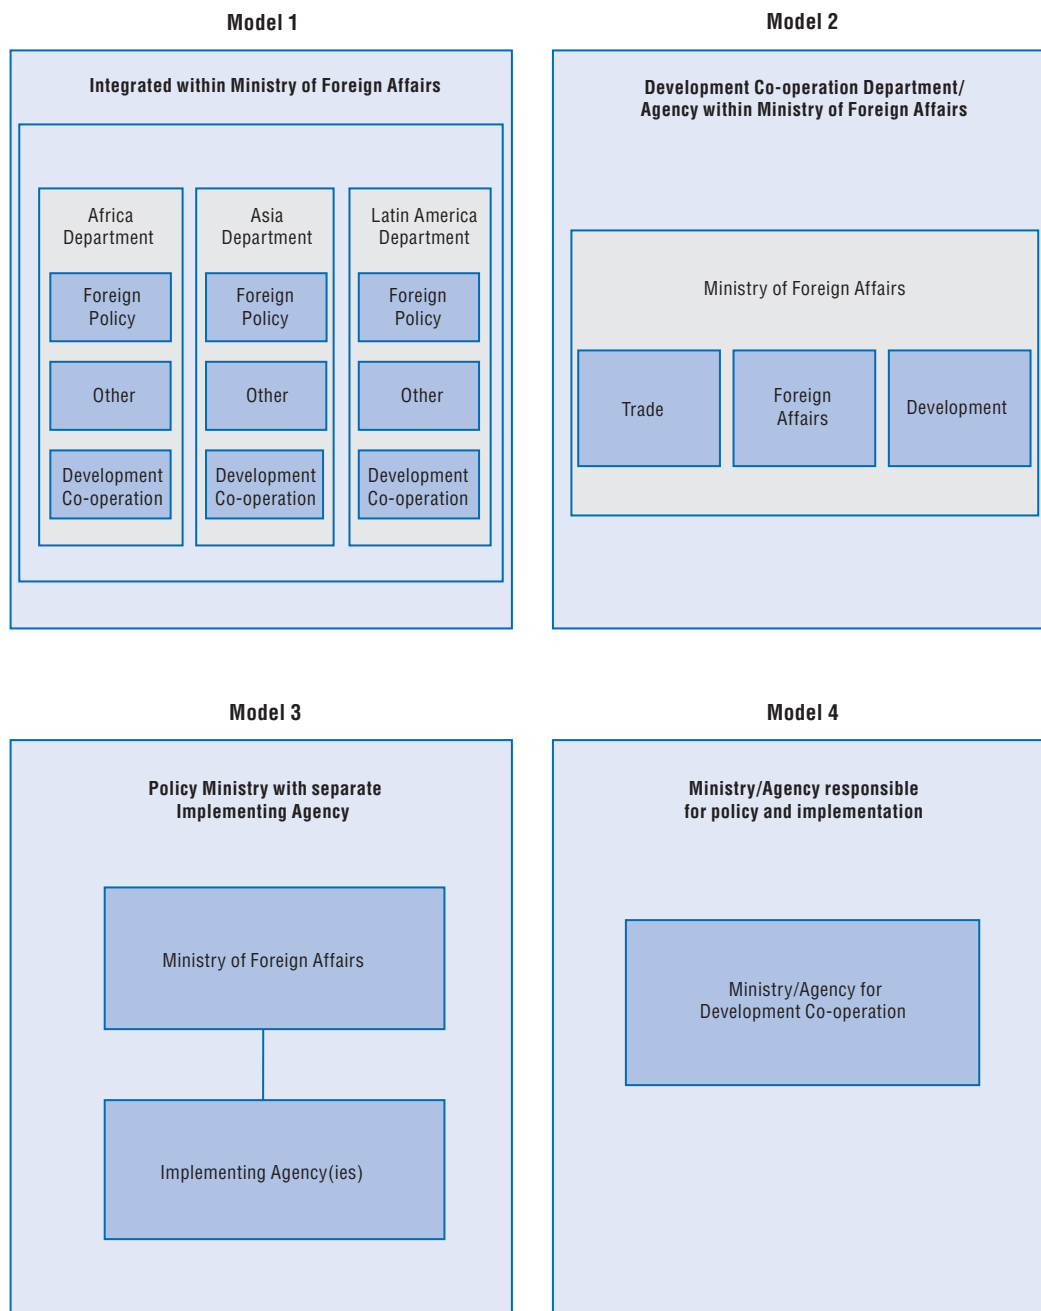 Model 1
Integrated within Ministry of Foreign Affairs
Africa
Department
Foreign
Policy
Other
Development
Co-operation
Asia
Department
Foreign
Policy
Other
Development
Co-operation
Latin America
Department
Foreign
Policy
Other
Development
Co-operation
Model 2
Development Co-operation Department/
Agency within Ministry of Foreign Affairs
Ministry of Foreign Affairs
Trade
Foreign
Affairs
Development
Model 3
Policy Ministry with separate
Implementing Agency
Ministry of Foreign Affairs
Implementing Agency(ies)
Model 4
Ministry/Agency responsible
for policy and implementation
Ministry/Agency for
Development Co-operation